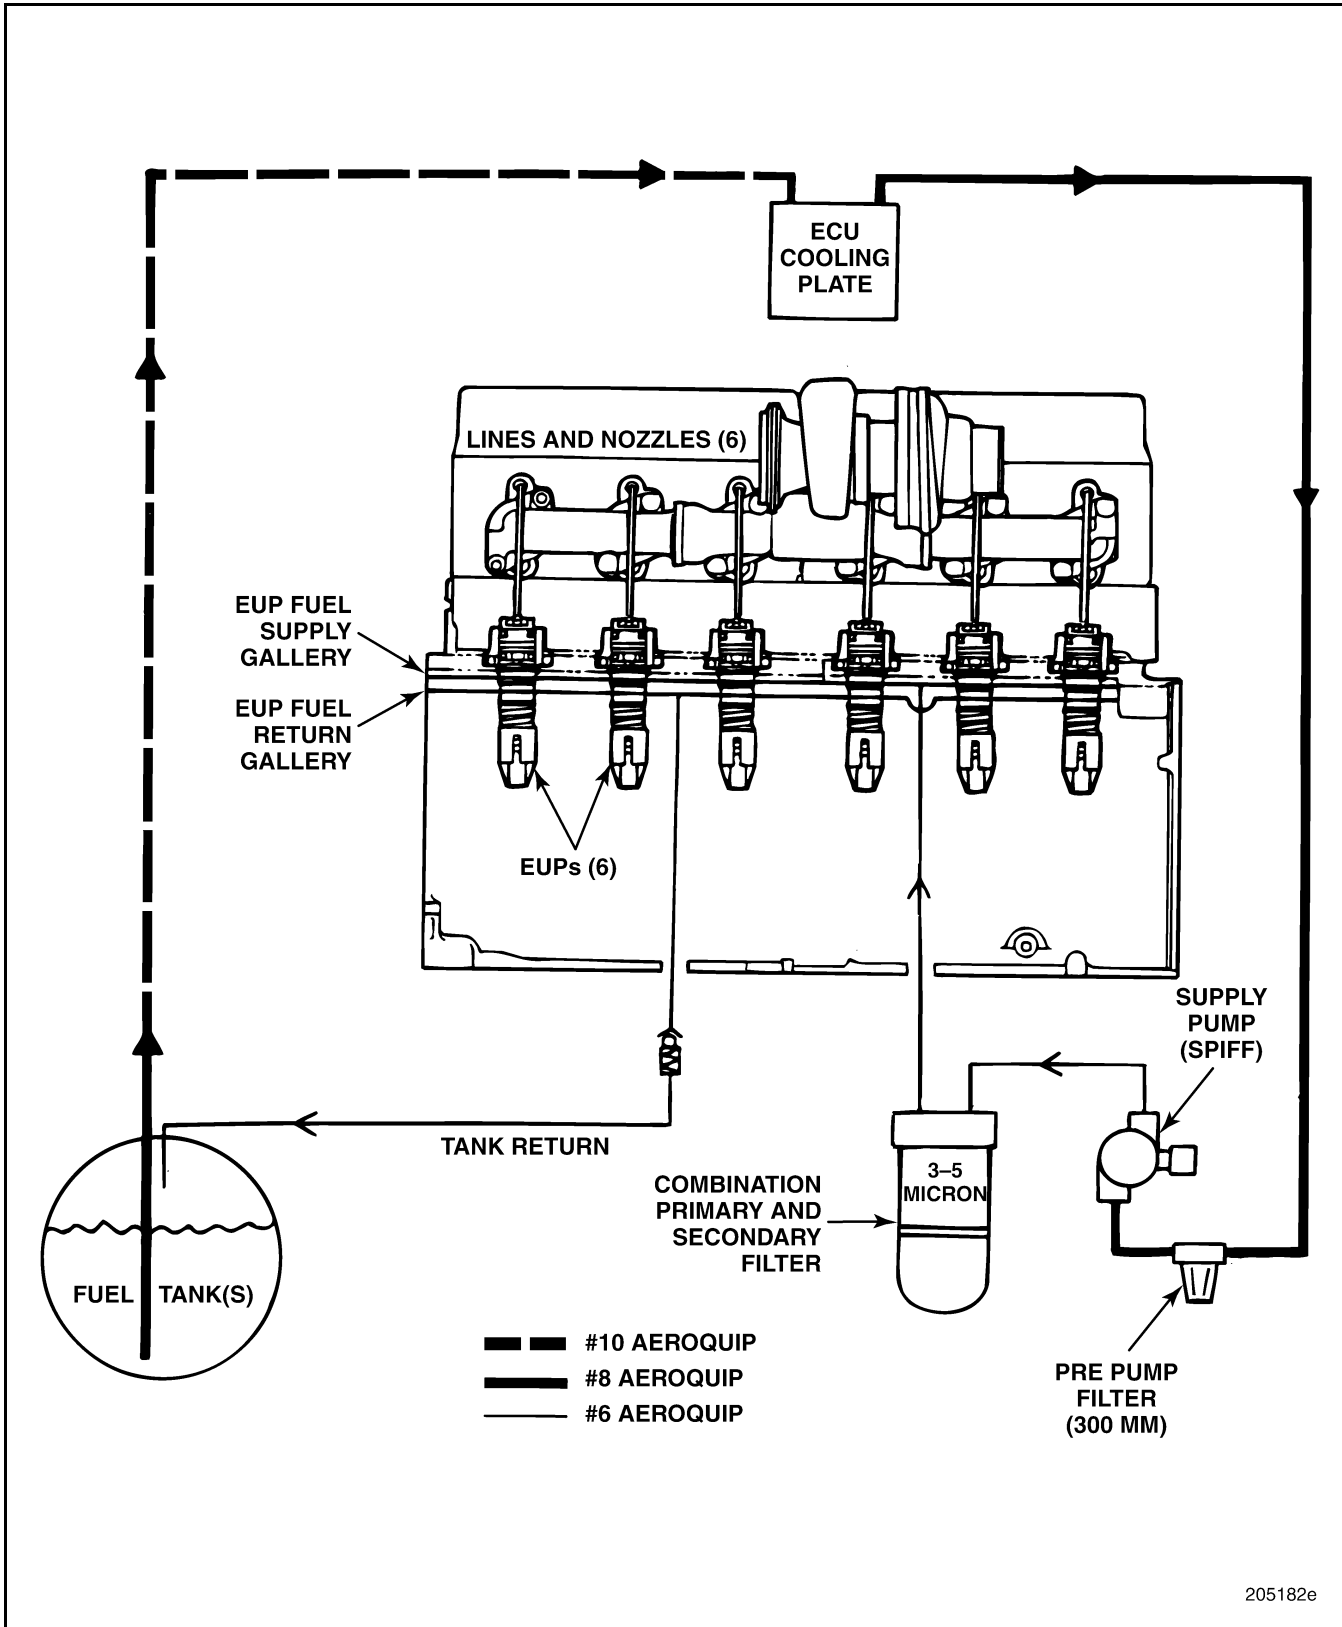 ECU
COOLING
PLATE
LINES AND NOZZLES (6)
EUP FUEL
SUPPLY
GALLERY
EUP FUEL
RETURN
GALLERY
EUPs (6)
SUPPLY
PUMP
(SPIFF)
TANK RETURN
3–5
MICRON
COMBINATION
PRIMARY AND
SECONDARY
FILTER
FUEL TANK(S)
#10 AEROQUIP
#8 AEROQUIP
#6 AEROQUIP
PRE PUMP
FILTER
(300 MM)
205182e